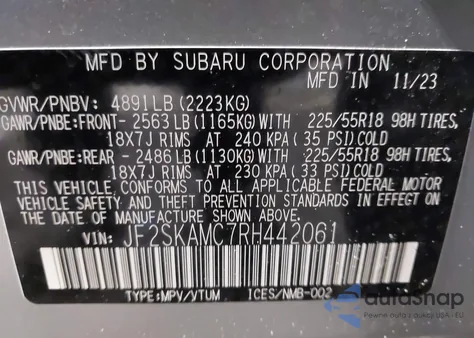 MFD BY SUBARU CORPORATION
MFD IN 11/23
GVWR/PNBV: 4891LB (2223KG)
GAWR/PNBE:FRONT- 2563LB (1165KG)WITH 225/55R18 98H TIRES,
18X7J RIMS AT 240 KPA( 35 PSI)COLD
GAWR/PNBE:REAR - 2486LB (1130KG)WITH 225/55R18 98H TIRES,
18X7J RIMS AT 230 KPA( 33 PSI)COLD
THIS VEHICLE CONFORMS TO ALL APPLICABLE FEDERAL MOTOR
VEHICLE SAFETY AND THEFT PREVENTION STANDARDS IN EFFECT ON
THE DATE OF MANUFACTURE SHOWN ABOVE.
VIN: JF2SKAMC7RH442061
TYPE:MPV/VTUM ICES/NMB-002
autoSnap
Pewne auta z USA i EU